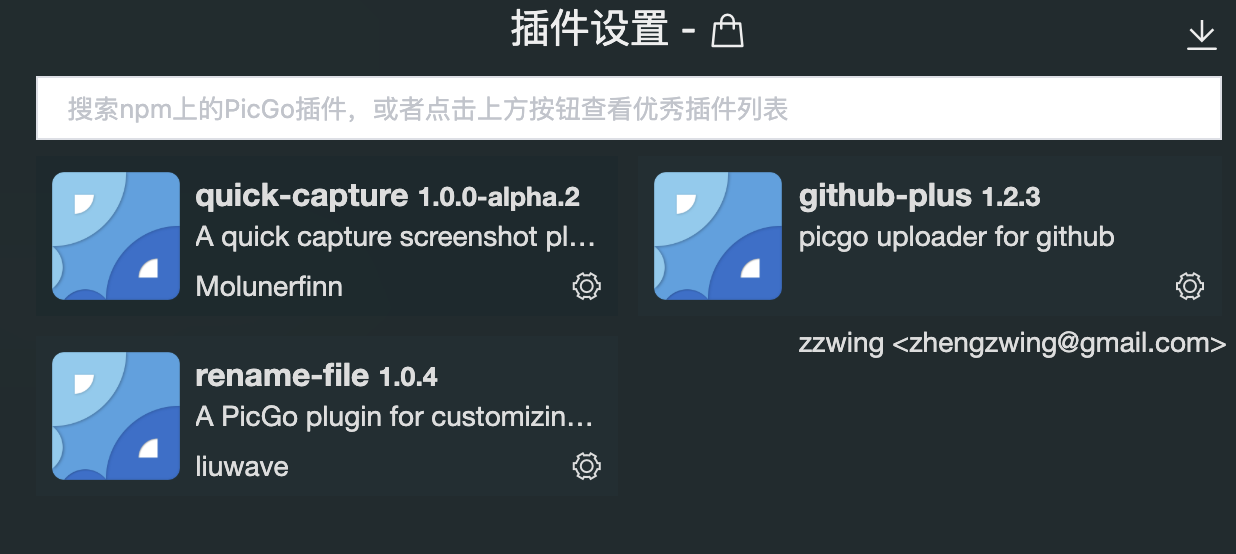 插件设置 -
搜索npm上的PicGo插件，或者点击上方按钮查看优秀插件列表
quick-capture 1.0.0-alpha.2
A quick capture screenshot pl...
Molunerfinn
github-plus 1.2.3
picgo uploader for github
zzwing <zhengzwing@gmail.com>
rename-file 1.0.4
A PicGo plugin for customizin...
liuwave